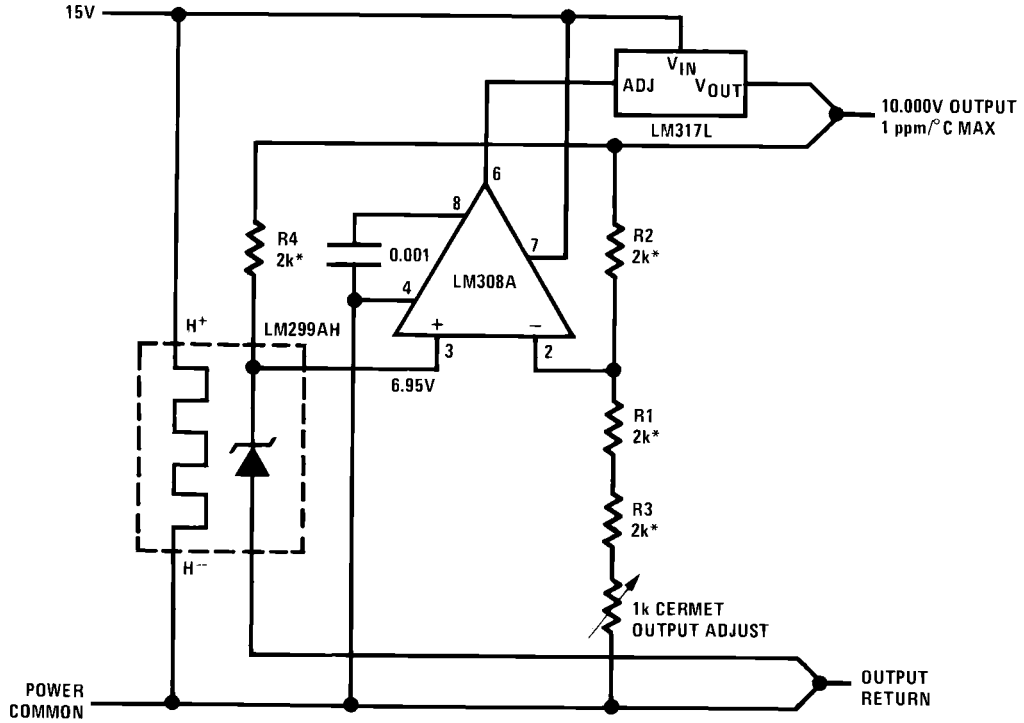 15V
V_IN
ADJ
V_OUT
LM317L
10.000V OUTPUT
1 ppm/°C MAX
6
8
7
R4
2k*
0.001
R2
2k*
LM308A
4
+
−
3
2
H+
LM299AH
6.95V
R1
2k*
R3
2k*
H−
1k CERMET
OUTPUT ADJUST
POWER
COMMON
OUTPUT
RETURN